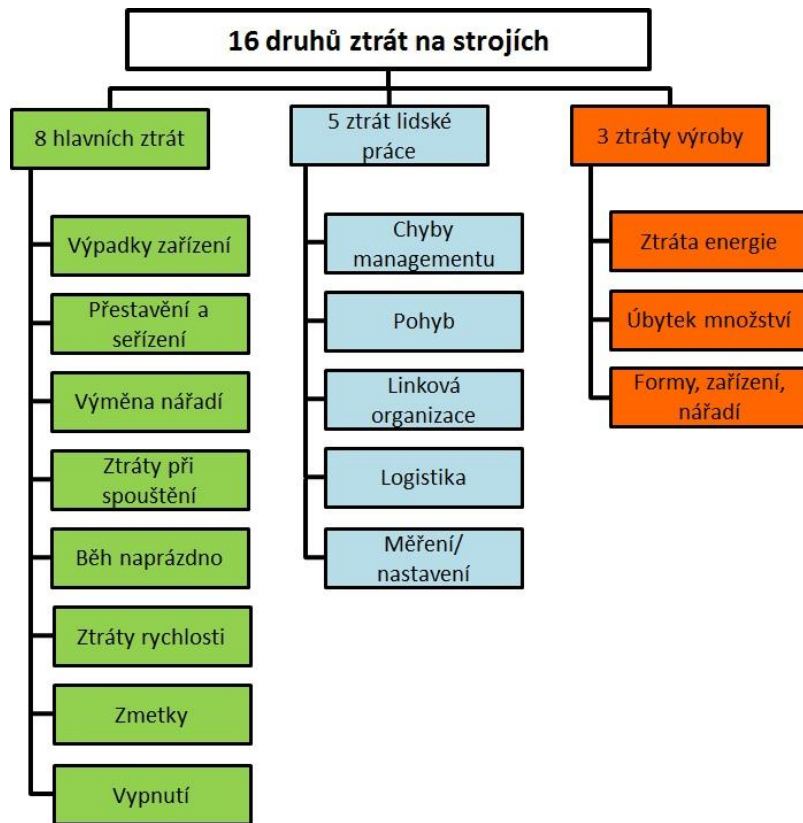 16 druhů ztrát na strojích
8 hlavních ztrát
Výpadky zařízení
Přestavění a
seřízení
Výměna nářadí
Ztráty při
spouštění
Běh naprázdno
Ztráty rychlosti
Zmetky
Vypnutí
5 ztrát lidské
práce
Chyby
managementu
Pohyb
Linková
organizace
Logistika
Měření/
nastavení
3 ztráty výroby
Ztráta energie
Úbytek množství
Formy, zařízení,
nářadí